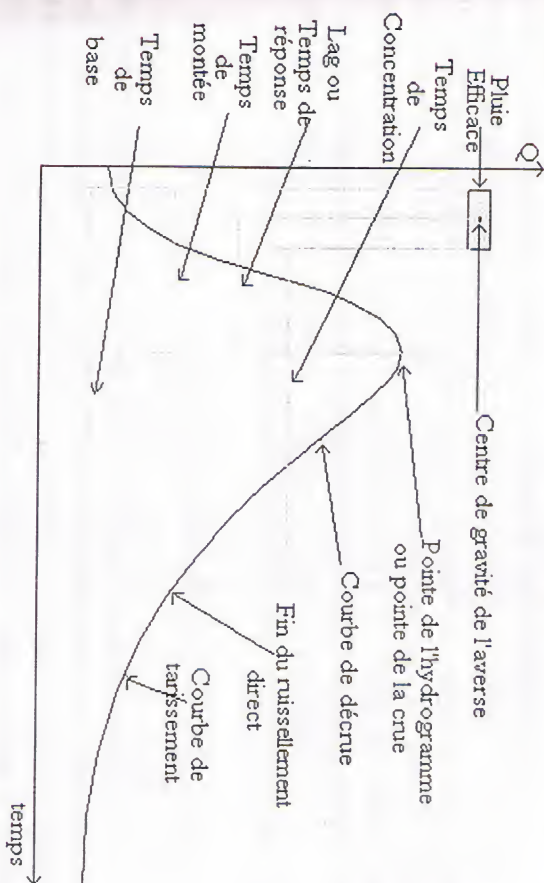 Q
Pluie
Efficace
Centre de gravité de l'averse
Temps
de
Concentration
Pointe de l'hydrogramme
ou pointe de la crue
Lag ou
Temps de
réponse
Courbe de décrue
Temps
de
montée
Fin du ruissellement
direct
Temps
de
base
Courbe de
tarissement
temps